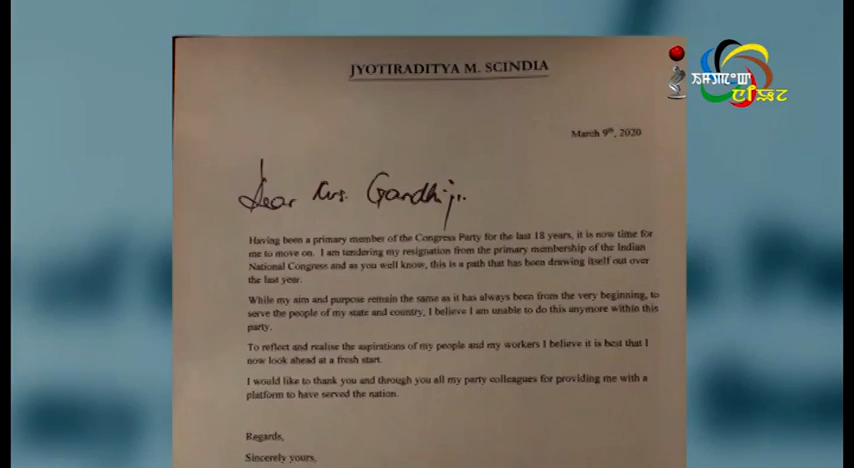 JYOTIRADITYA M. SCINDIA
March 9th, 2020
Dear Mrs. Gandhiji.
Having been a primary member of the Congress Party for the last 18 years, it is now time for
me to move on. I am tendering my resignation from the primary membership of the Indian
National Congress and as you well know, this is a path that has been drawing itself out over
the last year.
While my aim and purpose remain the same as it has always been from the very beginning, to
serve the people of my state and country, I believe I am unable to do this anymore within this
party.
To reflect and realise the aspirations of my people and my workers I believe it is best that I
now look ahead at a fresh start.
I would like to thank you and through you all my party colleagues for providing me with a
platform to have served the nation.
Regards,
Sincerely yours,